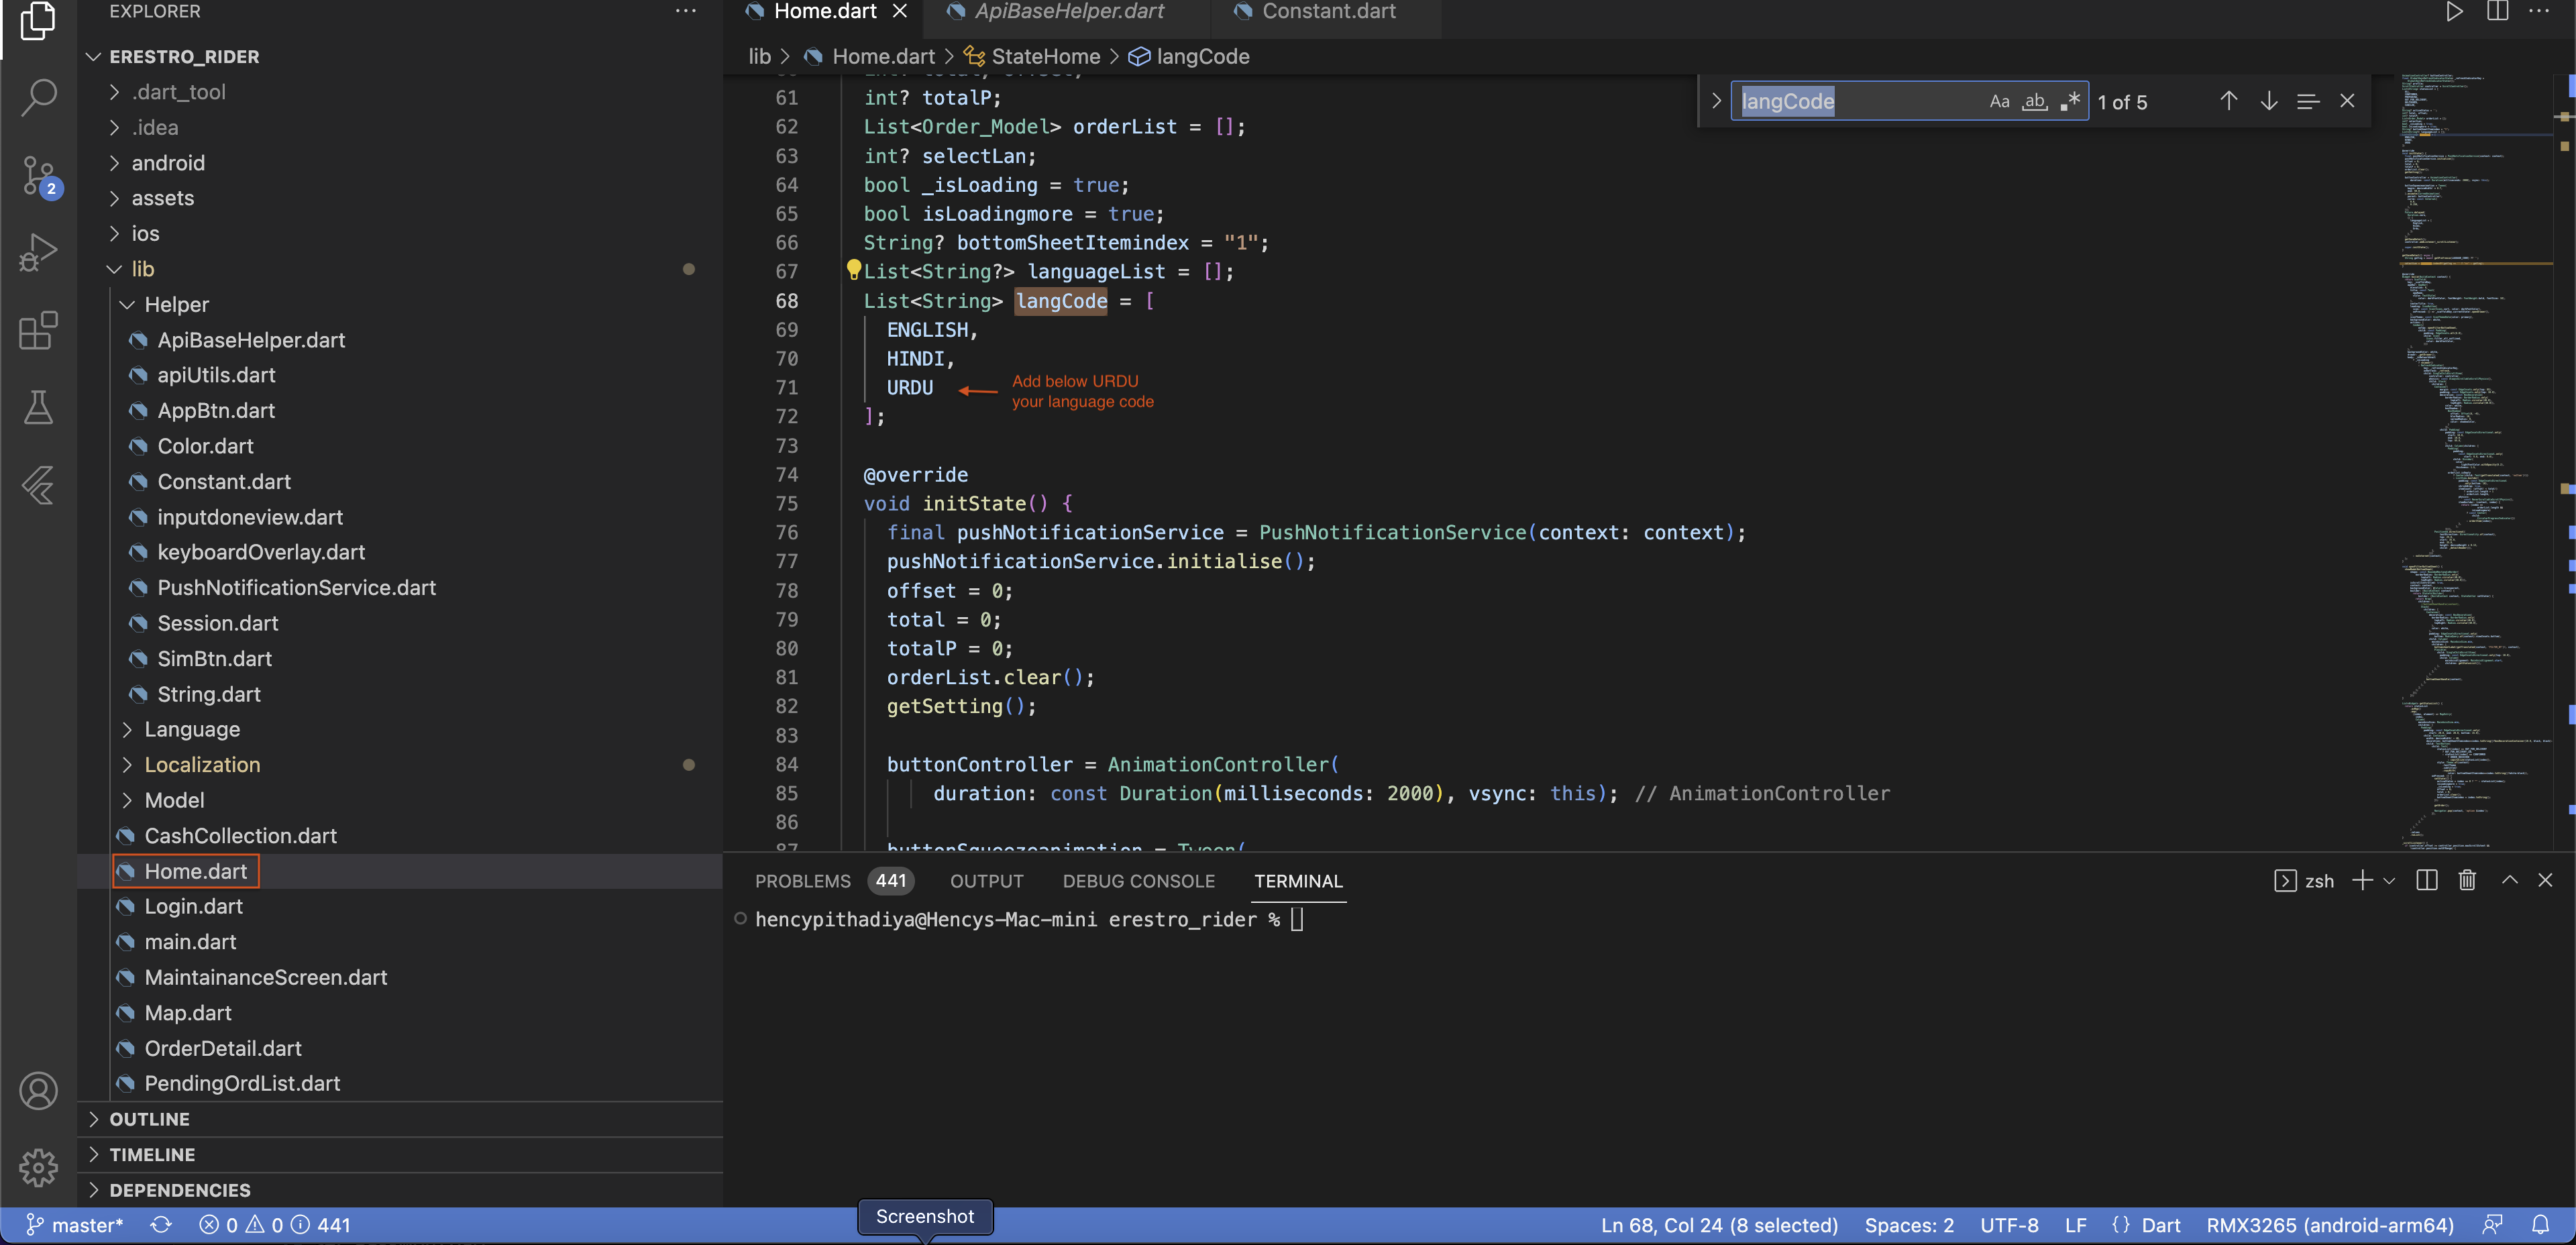 EXPLORER
ERESTRO_RIDER
.dart_tool
.idea
android
assets
ios
lib
Helper
ApiBaseHelper.dart
apiUtils.dart
AppBtn.dart
Color.dart
Constant.dart
inputdoneview.dart
keyboardOverlay.dart
PushNotificationService.dart
Session.dart
SimBtn.dart
String.dart
Language
Localization
Model
CashCollection.dart
Home.dart
Login.dart
main.dart
MaintainanceScreen.dart
Map.dart
OrderDetail.dart
PendingOrdList.dart
OUTLINE
TIMELINE
DEPENDENCIES
2
Home.dart ApiBaseHelper.dart Constant.dart
lib > Home.dart > StateHome > langCode
langCode Aa ab .* 1 of 5
61 int? totalP;
62 List<Order_Model> orderList = [];
63 int? selectLan;
64 bool _isLoading = true;
65 bool isLoadingmore = true;
66 String? bottomSheetItemindex = "1";
67 List<String?> languageList = [];
68 List<String> langCode = [
69 ENGLISH,
70 HINDI,
71 URDU
Add below URDU
your language code
72 ];
73
74 @override
75 void initState() {
76 final pushNotificationService = PushNotificationService(context: context);
77 pushNotificationService.initialise();
78 offset = 0;
79 total = 0;
80 totalP = 0;
81 orderList.clear();
82 getSetting();
83
84 buttonController = AnimationController(
85 duration: const Duration(milliseconds: 2000), vsync: this); // AnimationController
86
87 buttonSqueezeanimation = Tween(
PROBLEMS 441 OUTPUT DEBUG CONSOLE TERMINAL zsh
hencypithadiya@Hencys-Mac-mini erestro_rider %
Screenshot
master* 0 0 441 Ln 68, Col 24 (8 selected) Spaces: 2 UTF-8 LF {} Dart RMX3265 (android-arm64)